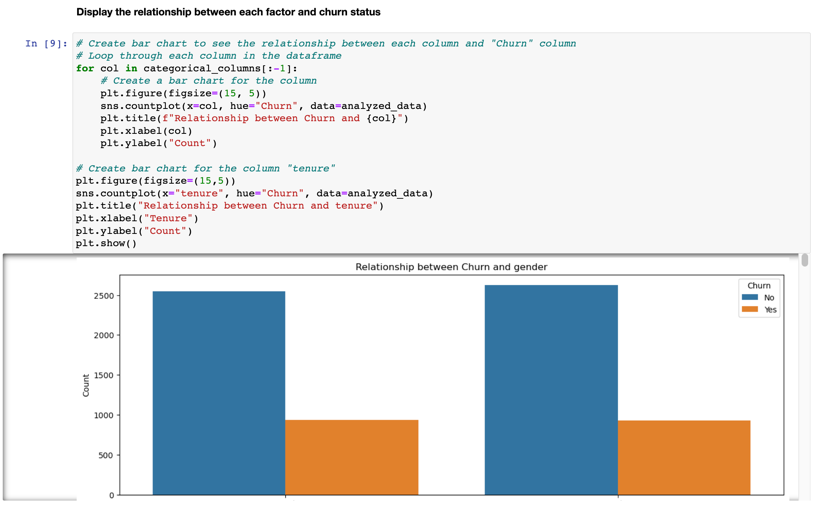 Display the relationship between each factor and churn status
In [9]: # Create bar chart to see the relationship between each column and "Churn" column
# Loop through each column in the dataframe
for col in categorical_columns[:-1]:
    # Create a bar chart for the column
    plt.figure(figsize=(15, 5))
    sns.countplot(x=col, hue="Churn", data=analyzed_data)
    plt.title(f"Relationship between Churn and {col}")
    plt.xlabel(col)
    plt.ylabel("Count")
# Create bar chart for the column "tenure"
plt.figure(figsize=(15,5))
sns.countplot(x="tenure", hue="Churn", data=analyzed_data)
plt.title("Relationship between Churn and tenure")
plt.xlabel("Tenure")
plt.ylabel("Count")
plt.show()
Relationship between Churn and gender
Churn
No
Yes
2500
2000
1500
1000
500
0
Count